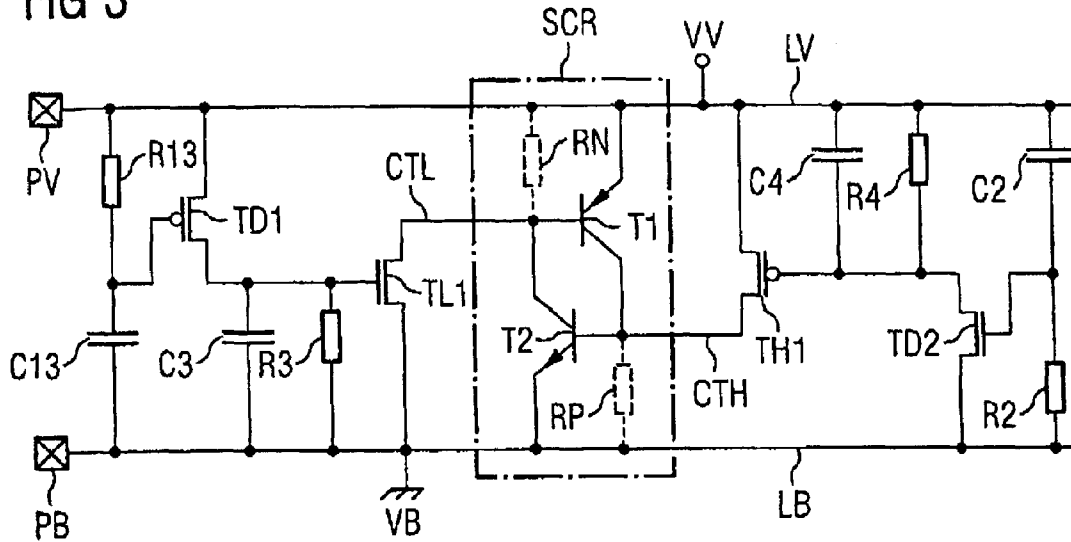 FIG 3
SCR
VV
LV
PV
R13
TD1
CTL
RN
T1
C4
R4
C2
TL1
C13
C3
R3
T2
RP
CTH
TH1
TD2
R2
PB
VB
LB